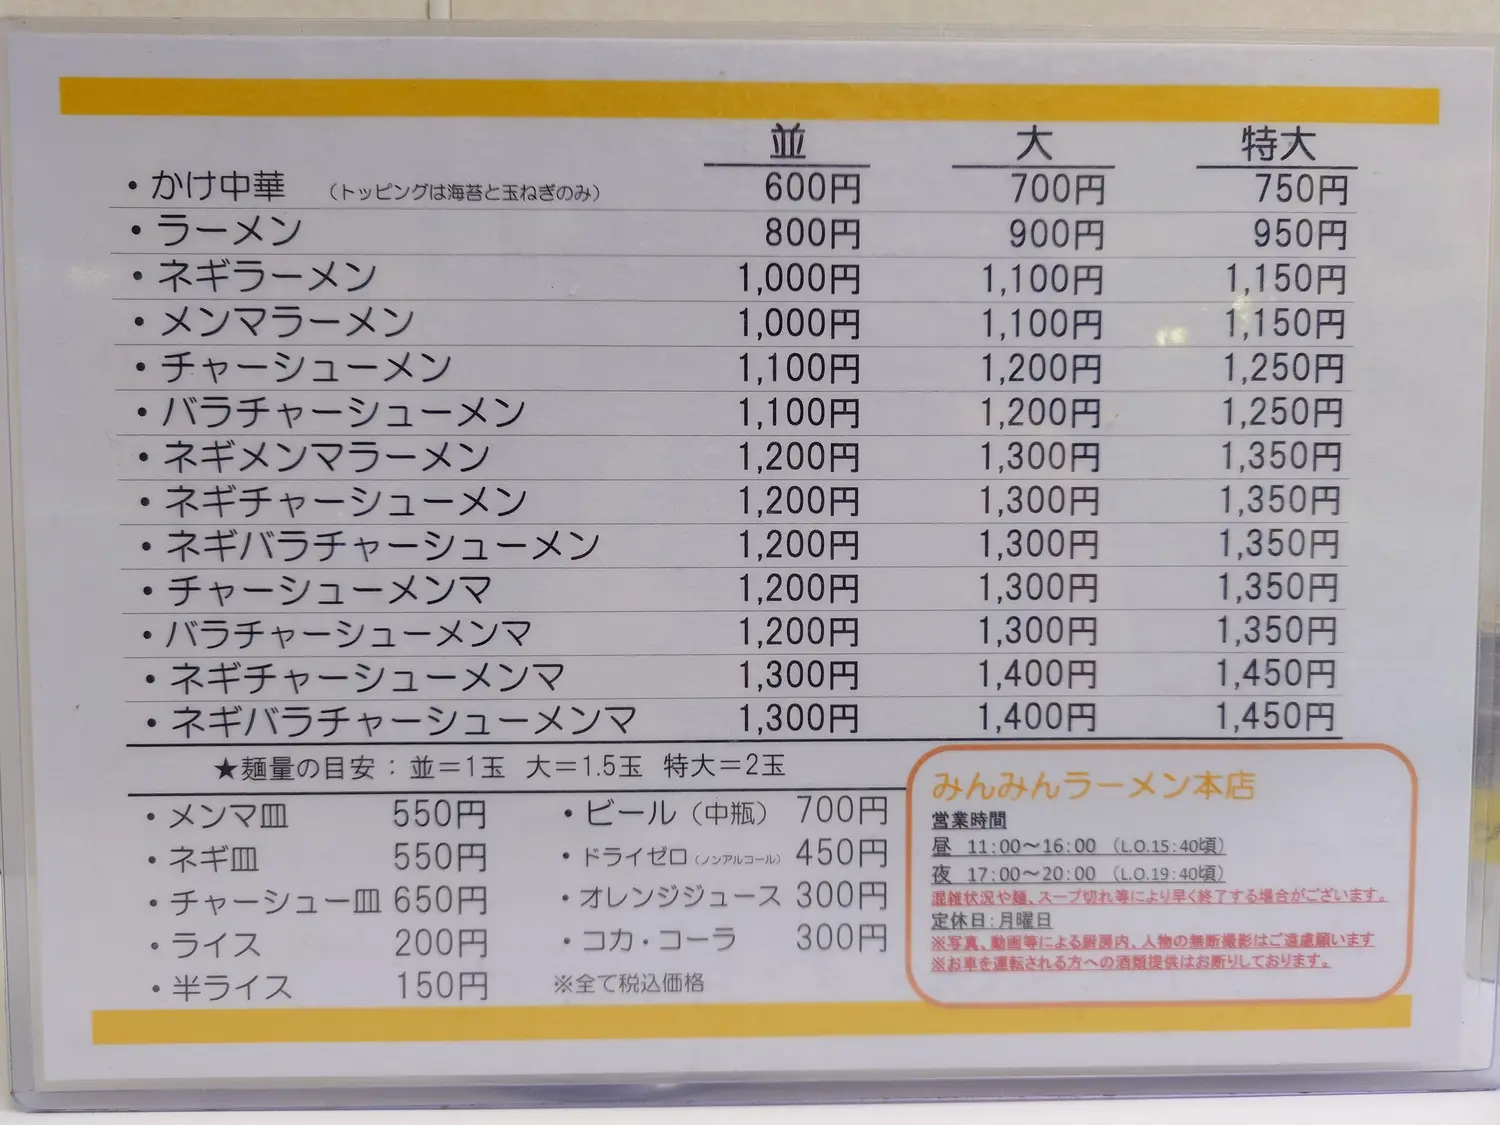 並 大 特大
・かけ中華 （トッピングは海苔と玉ねぎのみ） 600円 700円 750円
・ラーメン 800円 900円 950円
・ネギラーメン 1,000円 1,100円 1,150円
・メンマラーメン 1,000円 1,100円 1,150円
・チャーシューメン 1,100円 1,200円 1,250円
・バラチャーシューメン 1,100円 1,200円 1,250円
・ネギメンマラーメン 1,200円 1,300円 1,350円
・ネギチャーシューメン 1,200円 1,300円 1,350円
・ネギバラチャーシューメン 1,200円 1,300円 1,350円
・チャーシューメンマ 1,200円 1,300円 1,350円
・バラチャーシューメンマ 1,200円 1,300円 1,350円
・ネギチャーシューメンマ 1,300円 1,400円 1,450円
・ネギバラチャーシューメンマ 1,300円 1,400円 1,450円
★麺量の目安：並＝1玉 大＝1.5玉 特大＝2玉
・メンマ皿 550円
・ネギ皿 550円
・チャーシュー皿 650円
・ライス 200円
・半ライス 150円
・ビール（中瓶） 700円
・ドライゼロ（ノンアルコール） 450円
・オレンジジュース 300円
・コカ・コーラ 300円
※全て税込価格
みんみんラーメン本店
営業時間
昼 11:00～16:00 （L.O.15:40頃）
夜 17:00～20:00 （L.O.19:40頃）
混雑状況や麺、スープ切れ等により早く終了する場合がございます。
定休日：月曜日
※写真、動画等による厨房内、人物の無断撮影はご遠慮願います
※お車を運転される方への酒類提供はお断りしております。